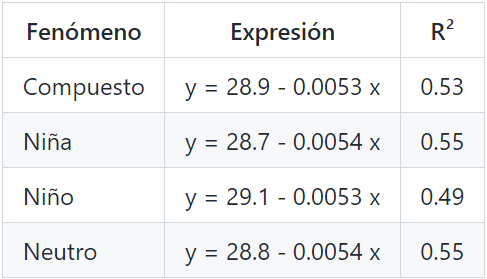 Fenómeno Expresión R²
Compuesto y = 28.9 - 0.0053 x 0.53
Niña y = 28.7 - 0.0054 x 0.55
Niño y = 29.1 - 0.0053 x 0.49
Neutro y = 28.8 - 0.0054 x 0.55